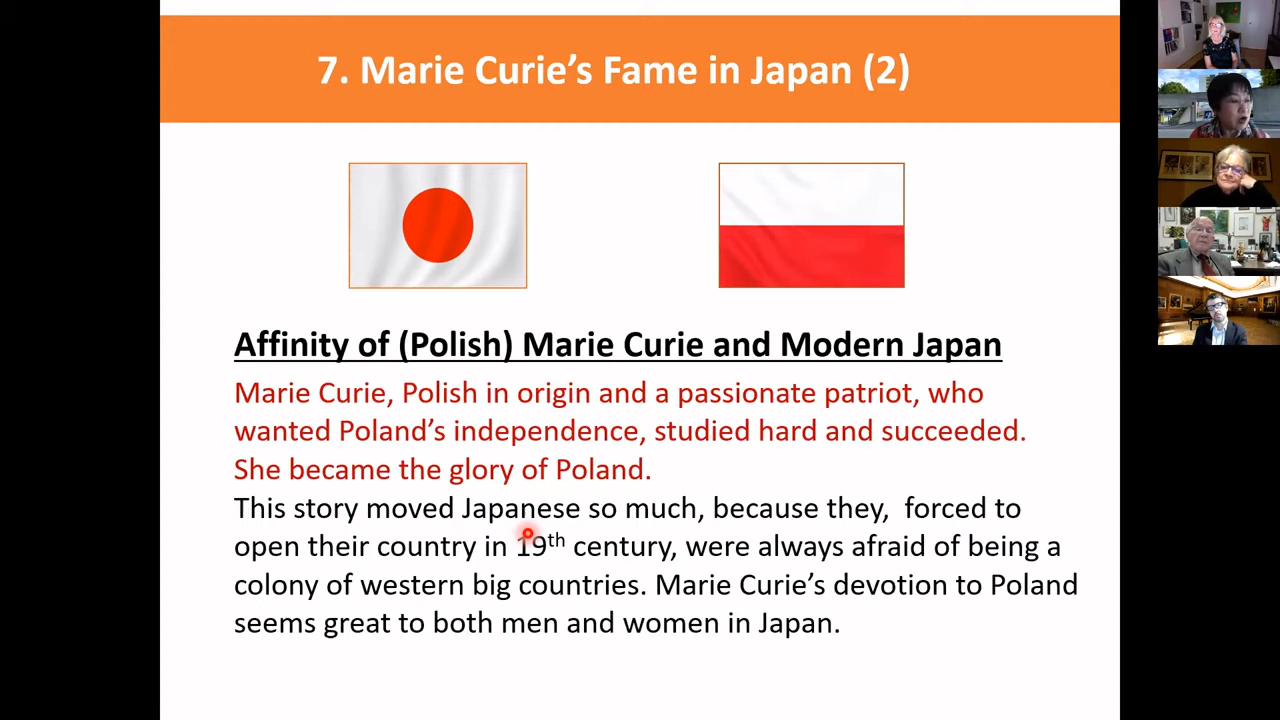 7. Marie Curie’s Fame in Japan (2)
Affinity of (Polish) Marie Curie and Modern Japan
Marie Curie, Polish in origin and a passionate patriot, who
wanted Poland’s independence, studied hard and succeeded.
She became the glory of Poland.
This story moved Japanese so much, because they,  forced to
open their country in 19th century, were always afraid of being a
colony of western big countries. Marie Curie’s devotion to Poland
seems great to both men and women in Japan.